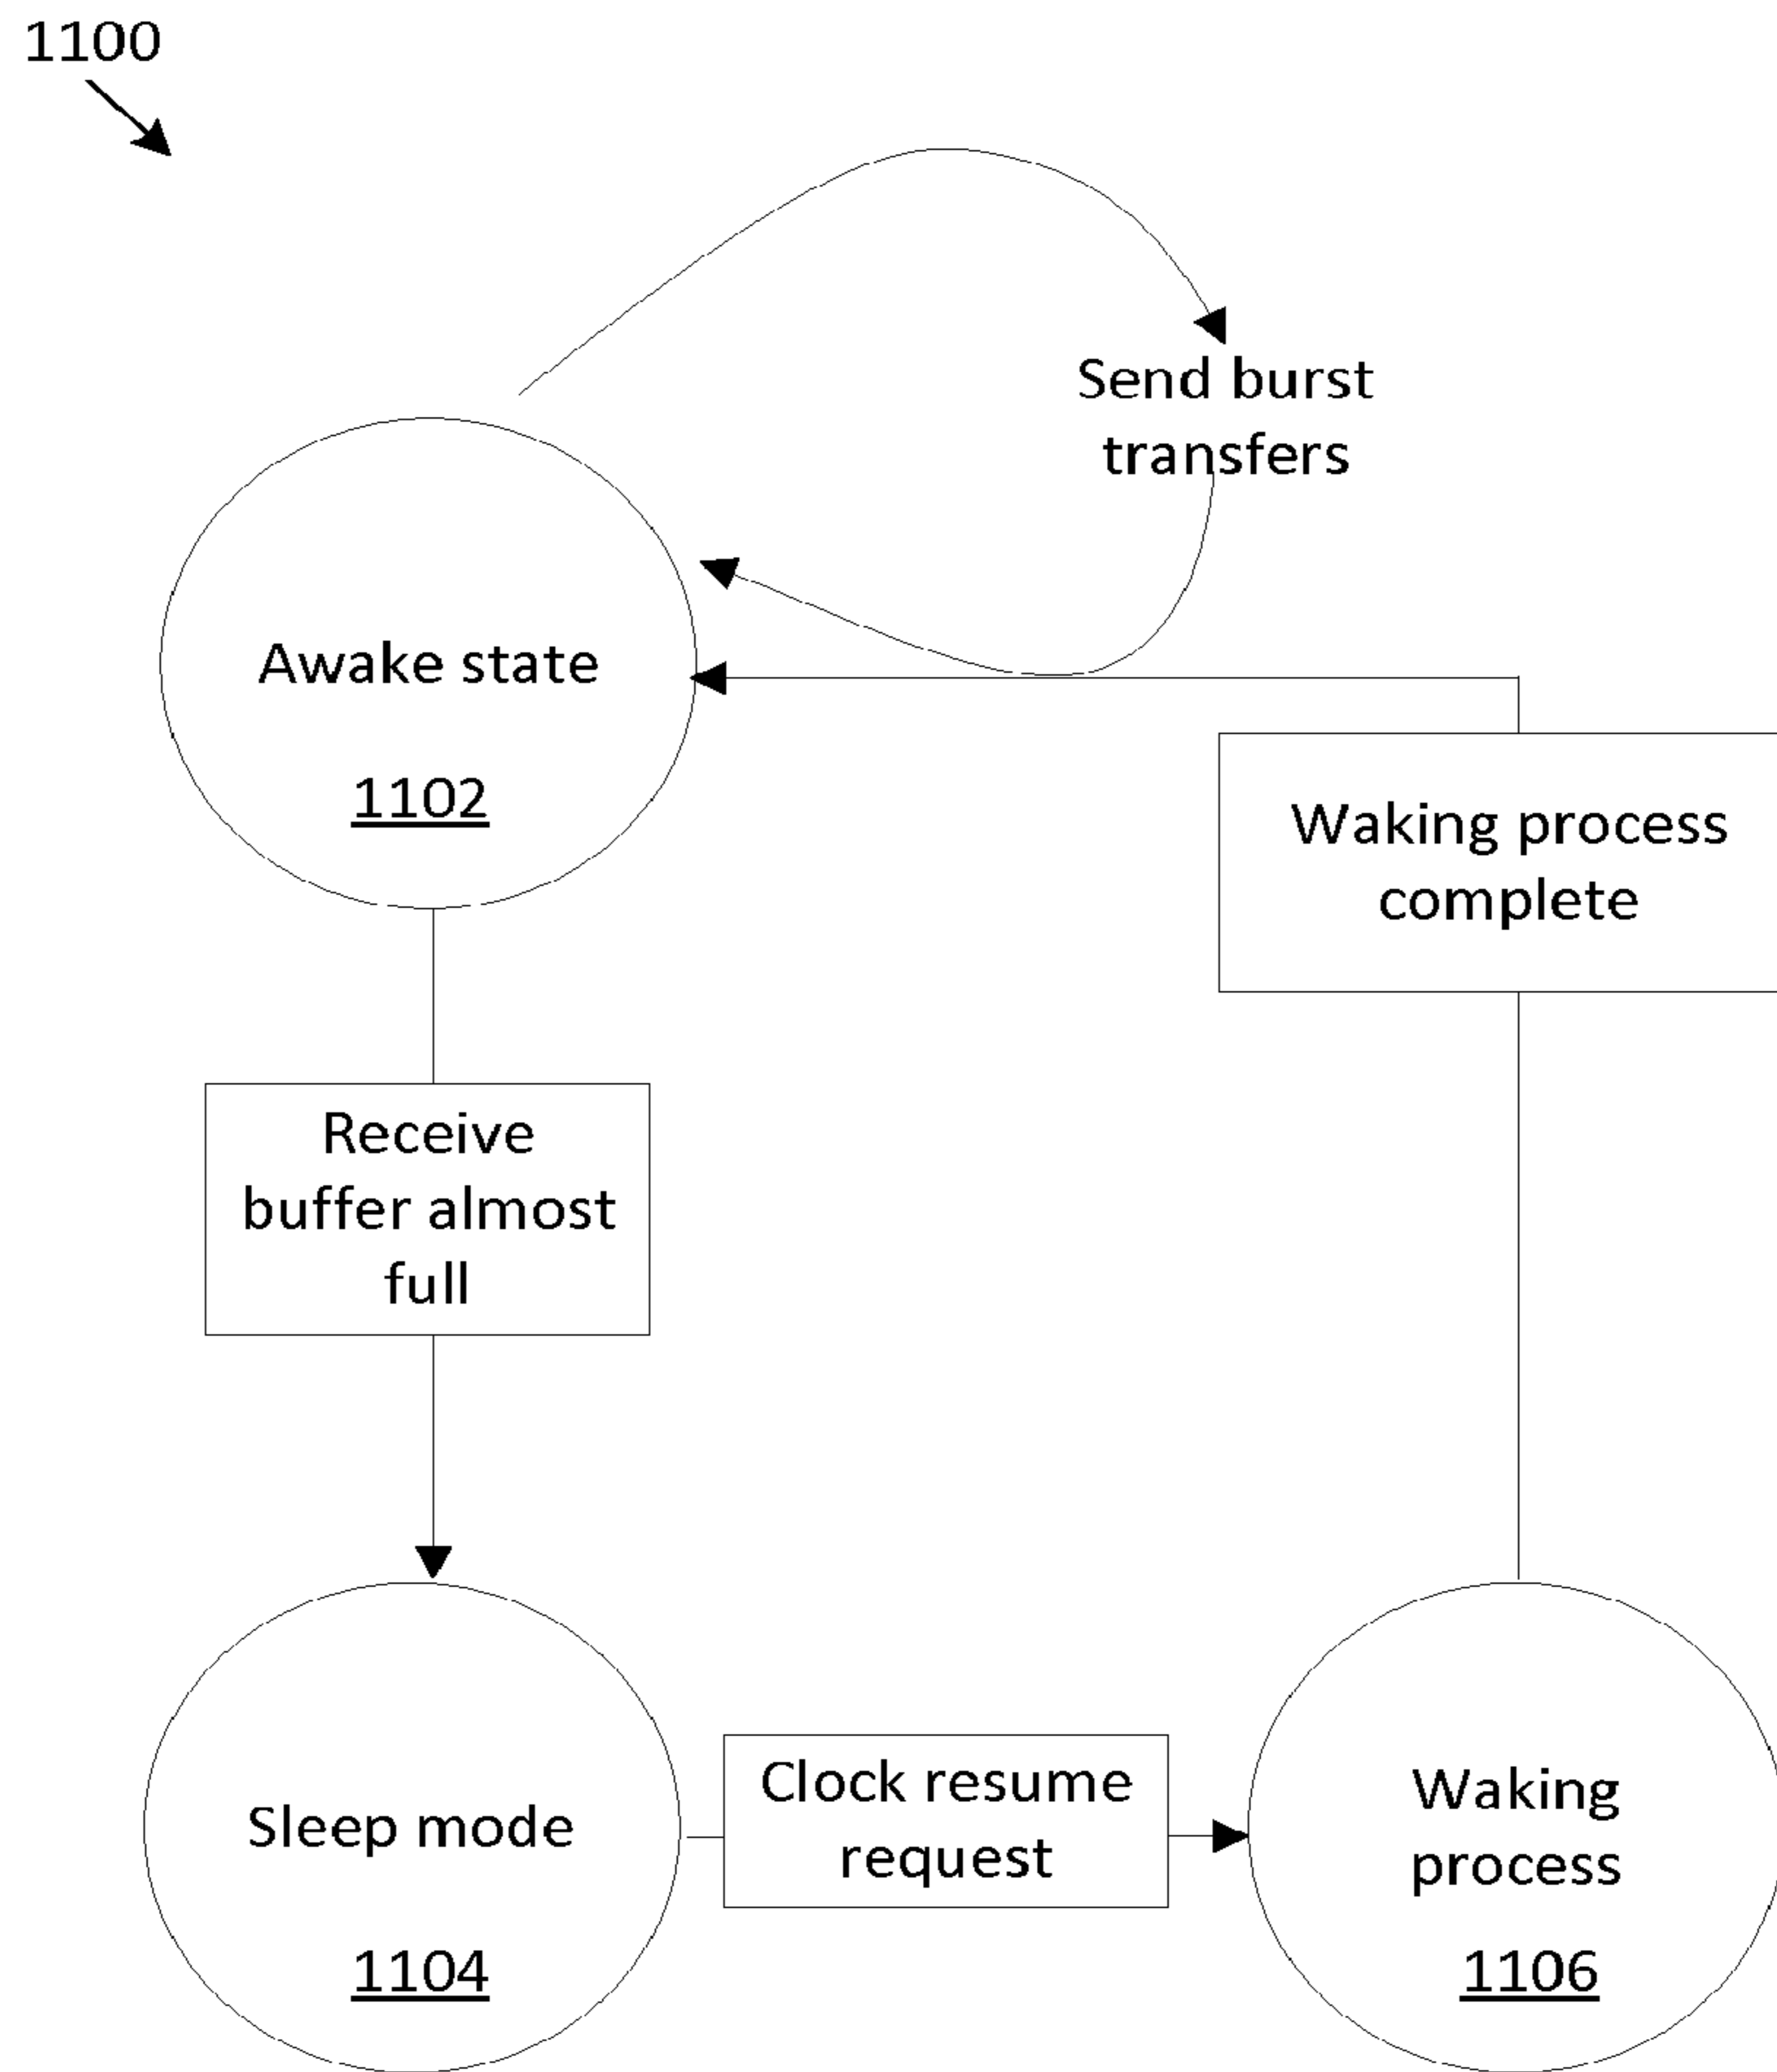 1100
Send burst
transfers
Awake state
1102
Waking process
complete
Receive
buffer almost
full
Sleep mode
1104
Clock resume
request
Waking
process
1106